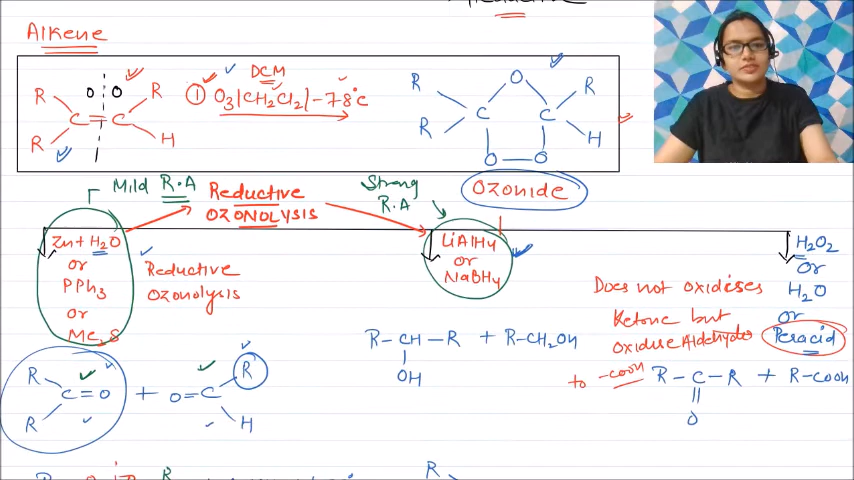 Alkene
R O O R
① O3/CH2Cl2/-78°C
DCM
C=C
R H
R O R
C C
R H
O—O
Ozonide
Mild R.A
Reductive
OZONOLYSIS
Strong
R.A
Zn+H2O
or
PPh3
or
Me2S
Reductive
Ozonolysis
LiAlH4
or
NaBH4
H2O2
or
H2O
or
Peracid
Does not oxidises
Ketone but
oxidise Aldehydes
to -COOH
R-CH-R + R-CH2OH
OH
R-C-R + R-COOH
O
R R
C=O + O=C
R H
R